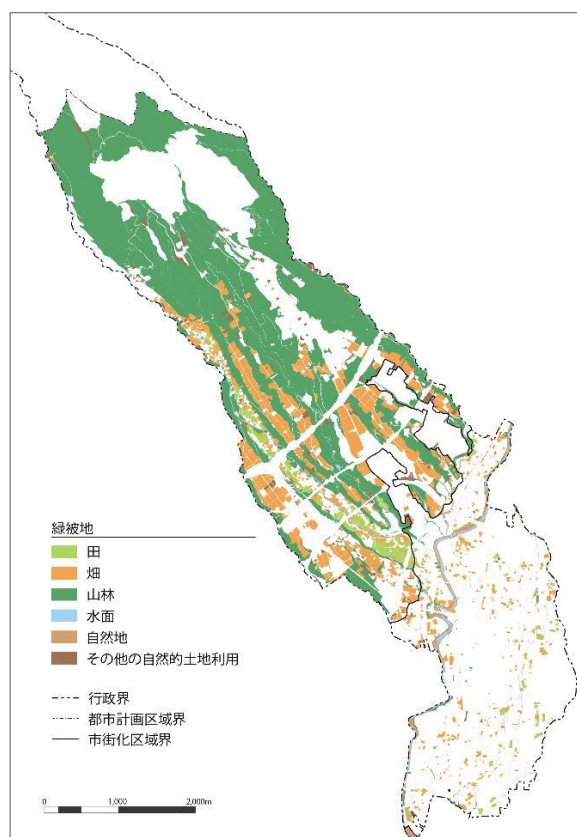 緑被地
田
畑
山林
水面
自然地
その他の自然的土地利用
行政界
都市計画区域界
市街化区域界
0 1,000 2,000m